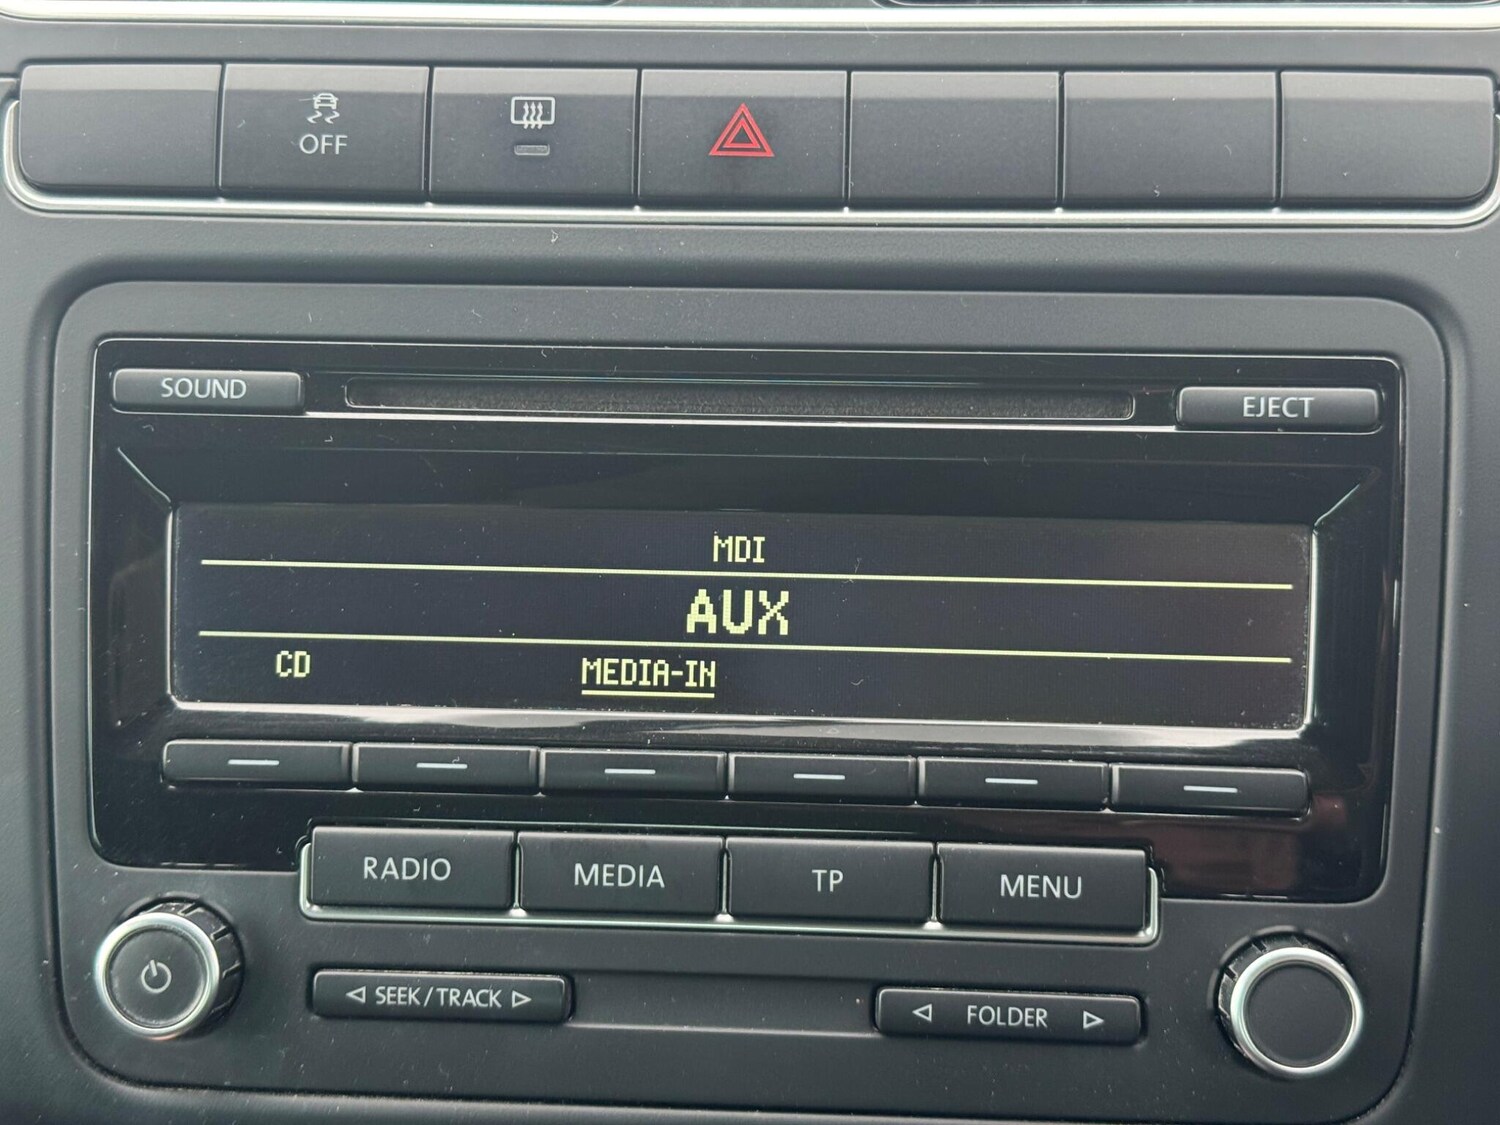 OFF
SOUND
EJECT
MDI
AUX
CD MEDIA-IN
RADIO MEDIA TP MENU
SEEK/TRACK FOLDER